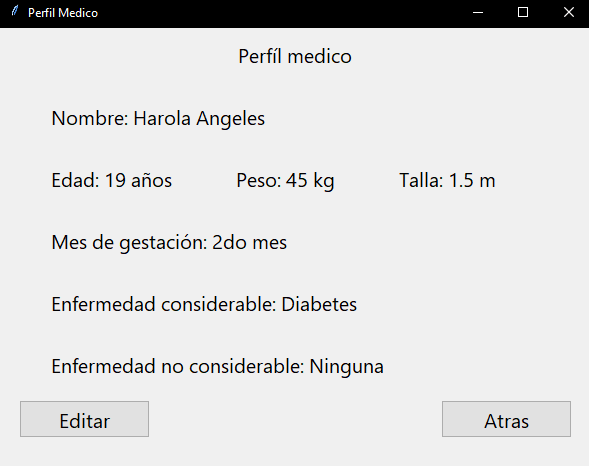 Perfil Medico
Perfíl medico
Nombre: Harola Angeles
Edad: 19 años Peso: 45 kg Talla: 1.5 m
Mes de gestación: 2do mes
Enfermedad considerable: Diabetes
Enfermedad no considerable: Ninguna
Editar Atras